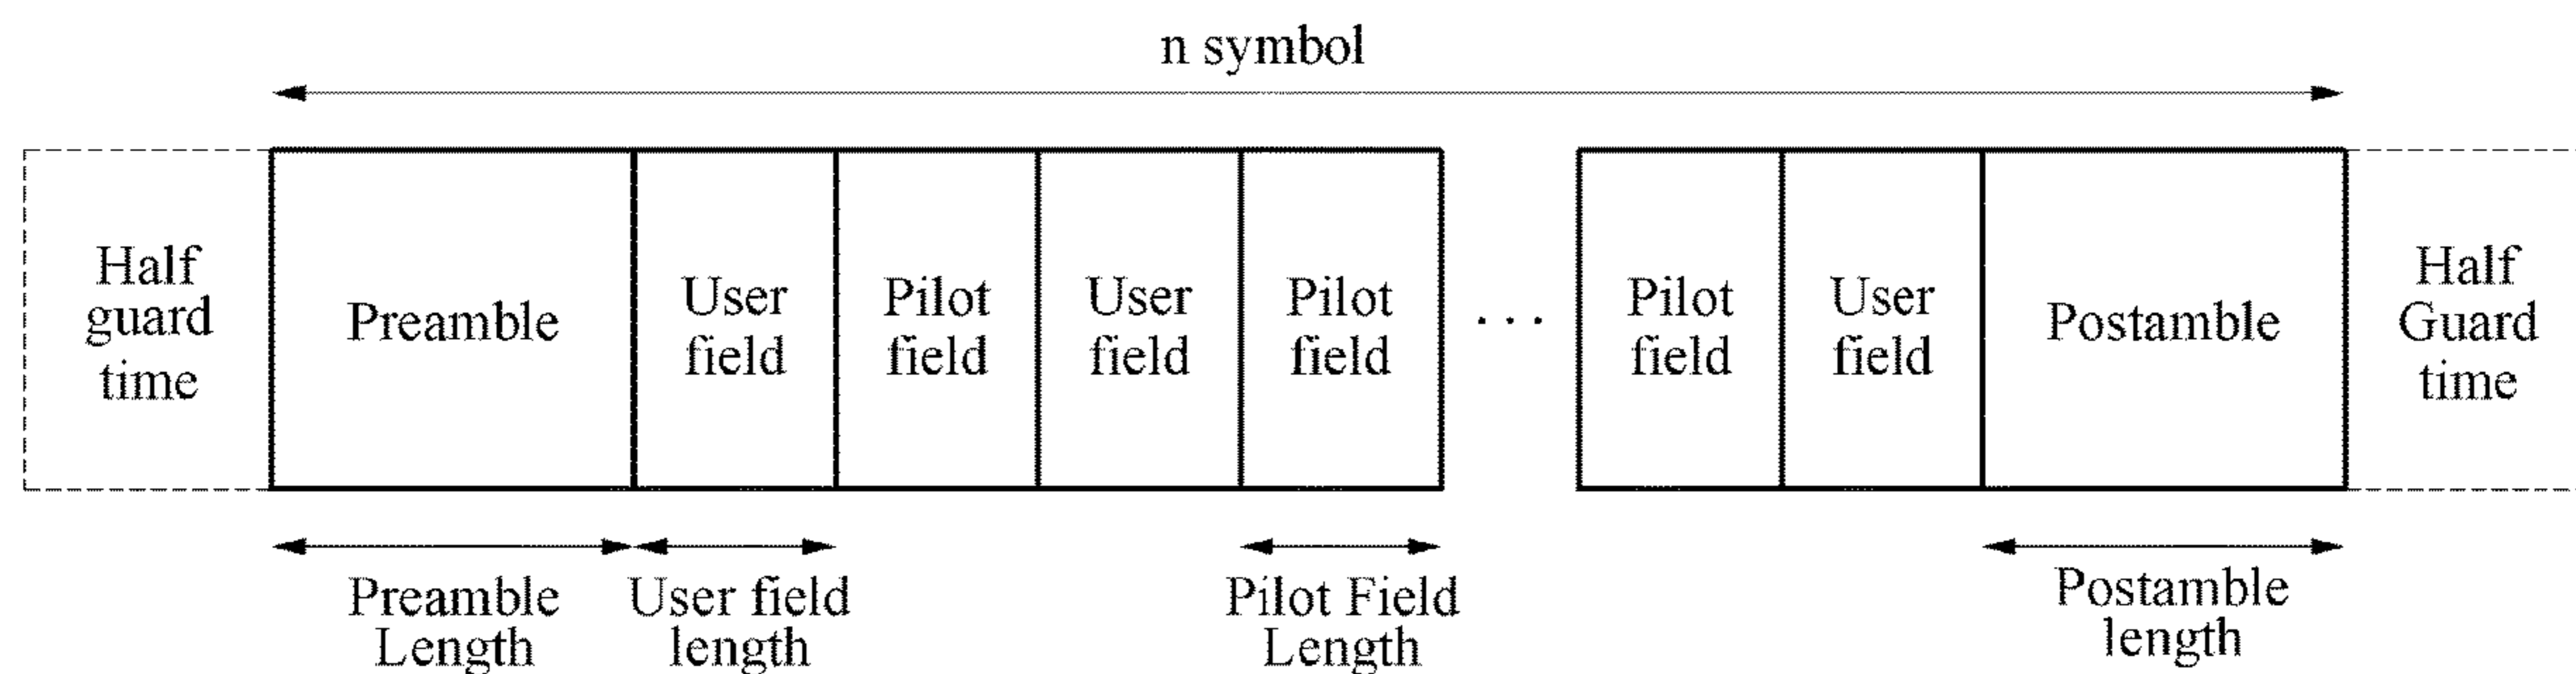 n symbol
Half
guard
time
Preamble
User
field
Pilot
field
User
field
Pilot
field
. . .
Pilot
field
User
field
Postamble
Half
Guard
time
Preamble
Length
User field
length
Pilot Field
Length
Postamble
length